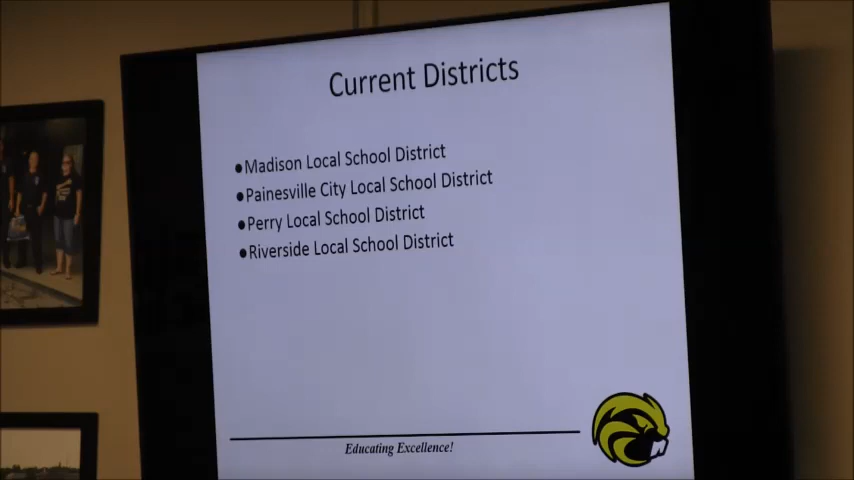 Current Districts
●Madison Local School District
●Painesville City Local School District
●Perry Local School District
●Riverside Local School District
Educating Excellence!